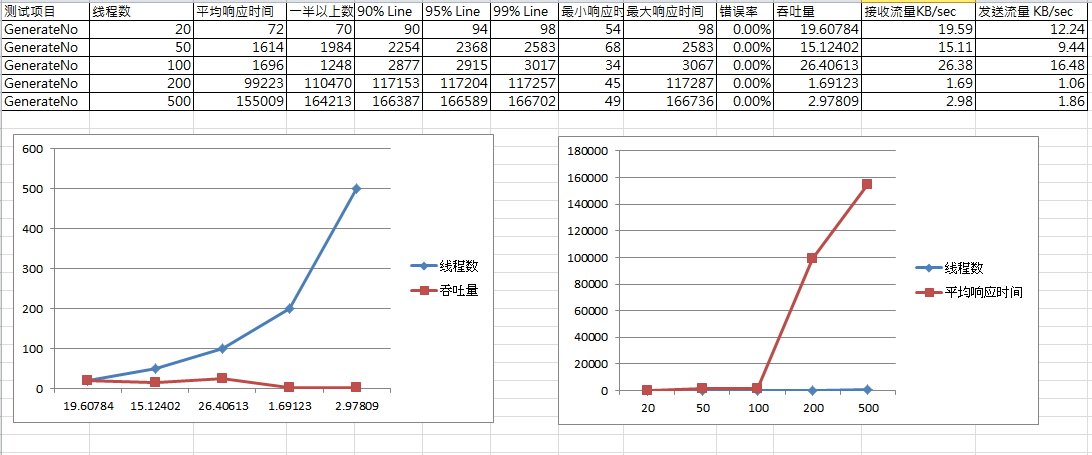 测试项目 线程数 平均响应时间 一半以上数 90% Line 95% Line 99% Line 最小响应时 最大响应时间 错误率 吞吐量 接收流量KB/sec 发送流量 KB/sec
GenerateNo 20 72 70 90 94 98 54 98 0.00% 19.60784 19.59 12.24
GenerateNo 50 1614 1984 2254 2368 2583 68 2583 0.00% 15.12402 15.11 9.44
GenerateNo 100 1696 1248 2877 2915 3017 34 3067 0.00% 26.40613 26.38 16.48
GenerateNo 200 99223 110470 117153 117204 117257 45 117287 0.00% 1.69123 1.69 1.06
GenerateNo 500 155009 164213 166387 166589 166702 49 166736 0.00% 2.97809 2.98 1.86
600
500
400
300
200
100
0
19.60784 15.12402 26.40613 1.69123 2.97809
线程数
吞吐量
180000
160000
140000
120000
100000
80000
60000
40000
20000
0
20 50 100 200 500
线程数
平均响应时间